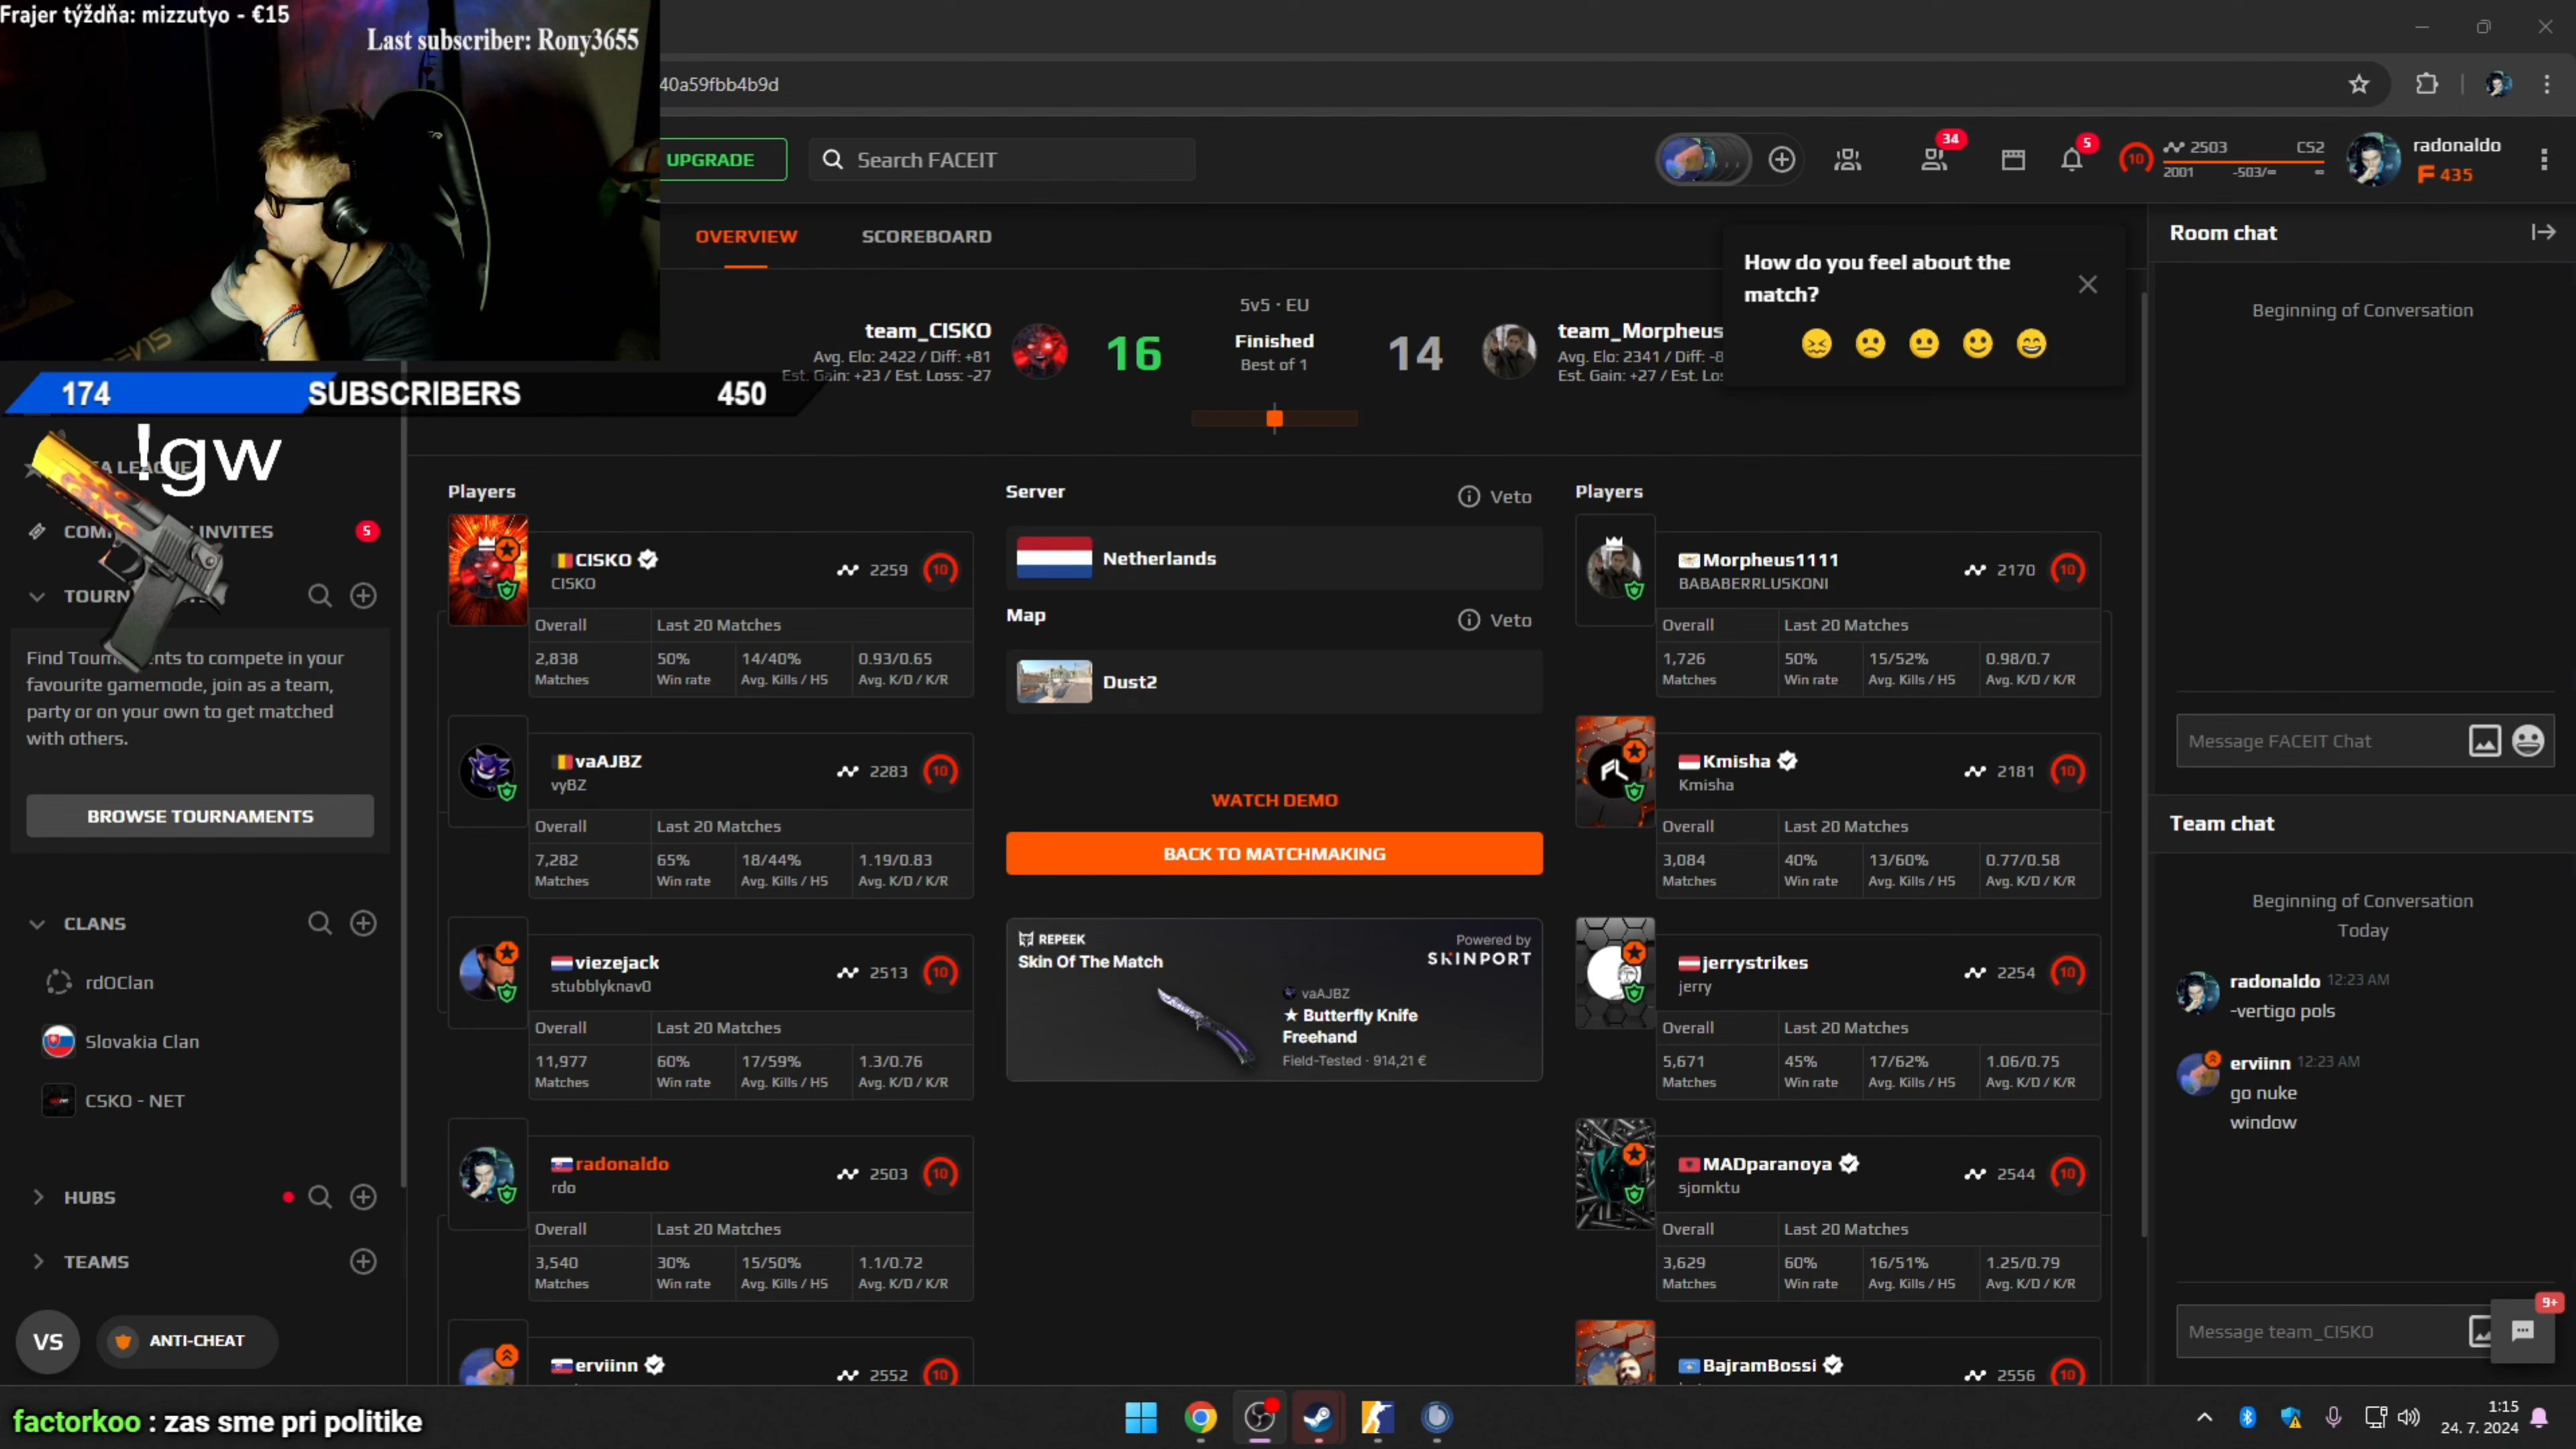 Frajer týždňa: mizzutyo - €15
Last subscriber: Rony3655
40a59fbb4b9d
UPGRADE
Search FACEIT
34
5
10
2503
CS2
2001
-503/∞
∞
radonaldo
435
174
SUBSCRIBERS
450
!gw
OVERVIEW
SCOREBOARD
team_CISKO
Avg. Elo: 2422 / Diff: +81
Est. Gain: +23 / Est. Loss: -27
16
5v5 · EU
Finished
Best of 1
14
team_Morpheus
Avg. Elo: 2341 / Diff: -8
Est. Gain: +27 / Est.
How do you feel about the
match?
INVITES
5
Find
to compete in your
favourite gamemode, join as a team,
party or on your own to get matched
with others.
BROWSE TOURNAMENTS
CLANS
rdOClan
Slovakia Clan
CSKO - NET
HUBS
TEAMS
VS
ANTI-CHEAT
Players
CISKO
CISKO
2259
10
Overall
Last 20 Matches
2,838
50%
14/40%
0.93/0.65
Matches
Win rate
Avg. Kills / HS
Avg. K/D / K/R
vaAJBZ
vyBZ
2283
10
Overall
Last 20 Matches
7,282
65%
18/44%
1.19/0.83
Matches
Win rate
Avg. Kills / HS
Avg. K/D / K/R
viezejack
stubblyknav0
2513
10
Overall
Last 20 Matches
11,977
60%
17/59%
1.3/0.76
Matches
Win rate
Avg. Kills / HS
Avg. K/D / K/R
radonaldo
rdo
2503
10
Overall
Last 20 Matches
3,540
30%
15/50%
1.1/0.72
Matches
Win rate
Avg. Kills / HS
Avg. K/D / K/R
erviinn
2552
10
Server
Veto
Netherlands
Map
Veto
Dust2
WATCH DEMO
BACK TO MATCHMAKING
REPEEK
Skin Of The Match
Powered by
SKINPORT
vaAJBZ
★ Butterfly Knife
Freehand
Field-Tested · 914,21 €
Players
Morpheus1111
BABABERRLU5KONI
2170
10
Overall
Last 20 Matches
1,726
50%
15/52%
0.98/0.7
Matches
Win rate
Avg. Kills / HS
Avg. K/D / K/R
Kmisha
Kmisha
2181
10
Overall
Last 20 Matches
3,084
40%
13/60%
0.77/0.58
Matches
Win rate
Avg. Kills / HS
Avg. K/D / K/R
jerrystrikes
jerry
2254
10
Overall
Last 20 Matches
5,671
45%
17/62%
1.06/0.75
Matches
Win rate
Avg. Kills / HS
Avg. K/D / K/R
MADparanoya
sjomktu
2544
10
Overall
Last 20 Matches
3,629
60%
16/51%
1.25/0.79
Matches
Win rate
Avg. Kills / HS
Avg. K/D / K/R
BajramBossi
2556
10
Room chat
Beginning of Conversation
Message FACEIT Chat
Team chat
Beginning of Conversation
Today
radonaldo 12:23 AM
-vertigo pols
erviinn 12:23 AM
go nuke
window
Message team_CISKO
9+
factorkoo : zas sme pri politike
1:15
24. 7. 2024